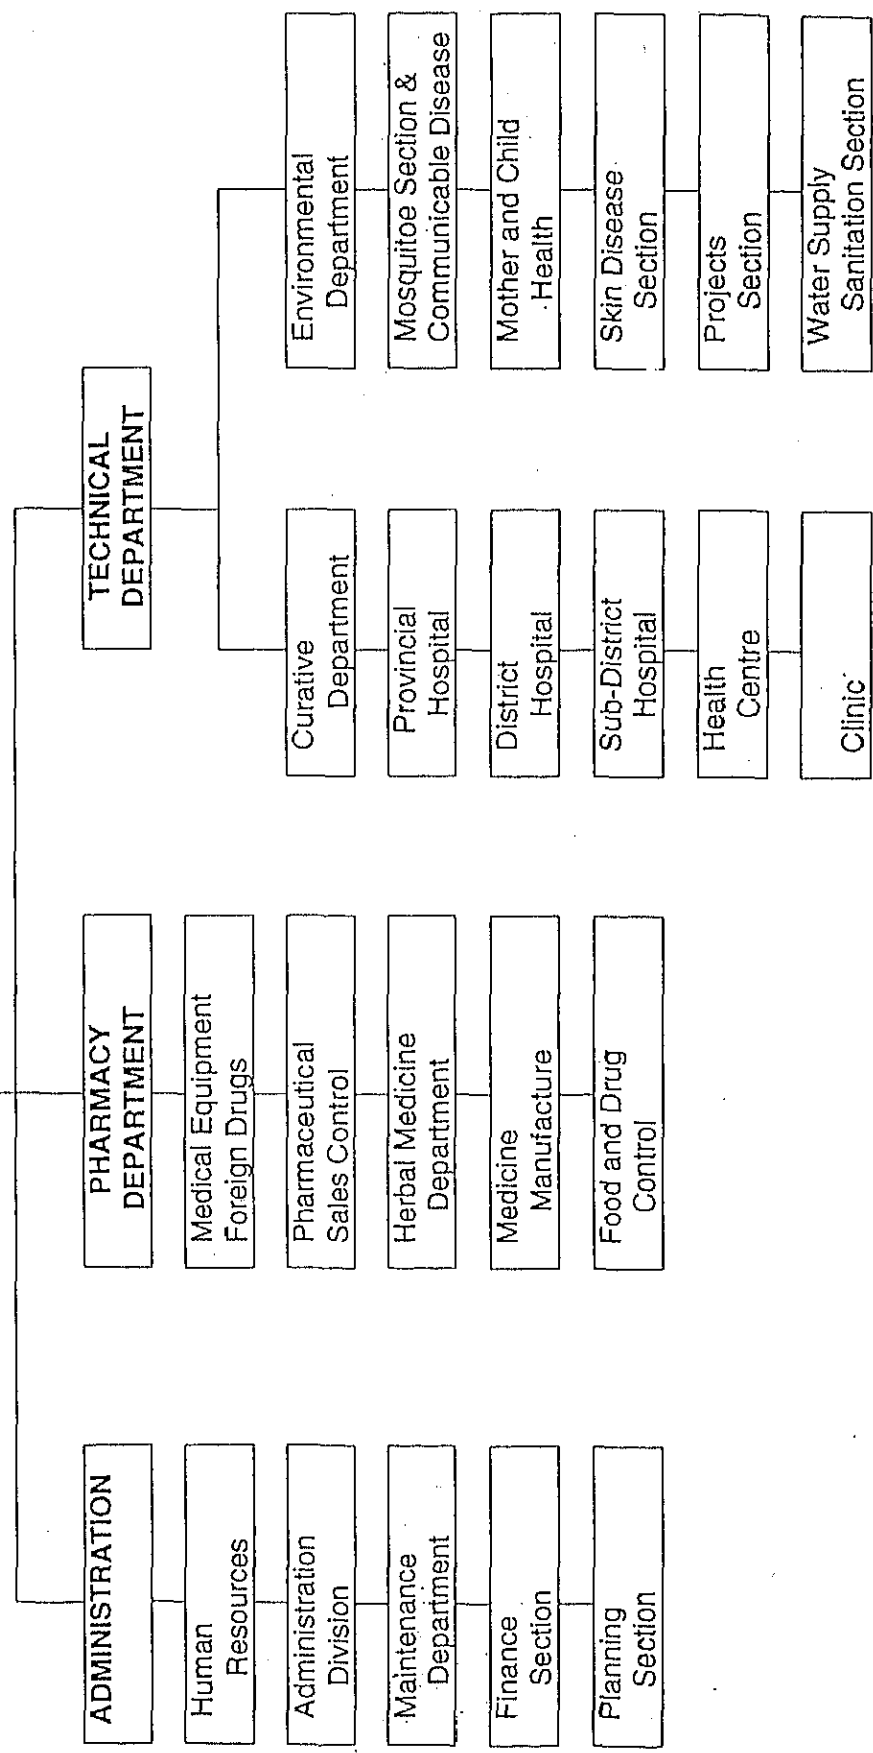 ADMINISTRATION
Human
Resources
Administration
Division
Maintenance
Department
Finance
Section
Planning
Section
PHARMACY
DEPARTMENT
Medical Equipment
Foreign Drugs
Pharmaceutical
Sales Control
Herbal Medicine
Department
Medicine
Manufacture
Food and Drug
Control
TECHNICAL
DEPARTMENT
Curative
Department
Provincial
Hospital
District
Hospital
Sub-District
Hospital
Health
Centre
Clinic
Environmental
Department
Mosquitoe Section &
Communicable Disease
Mother and Child
Health
Skin Disease
Section
Projects
Section
Water Supply
Sanitation Section